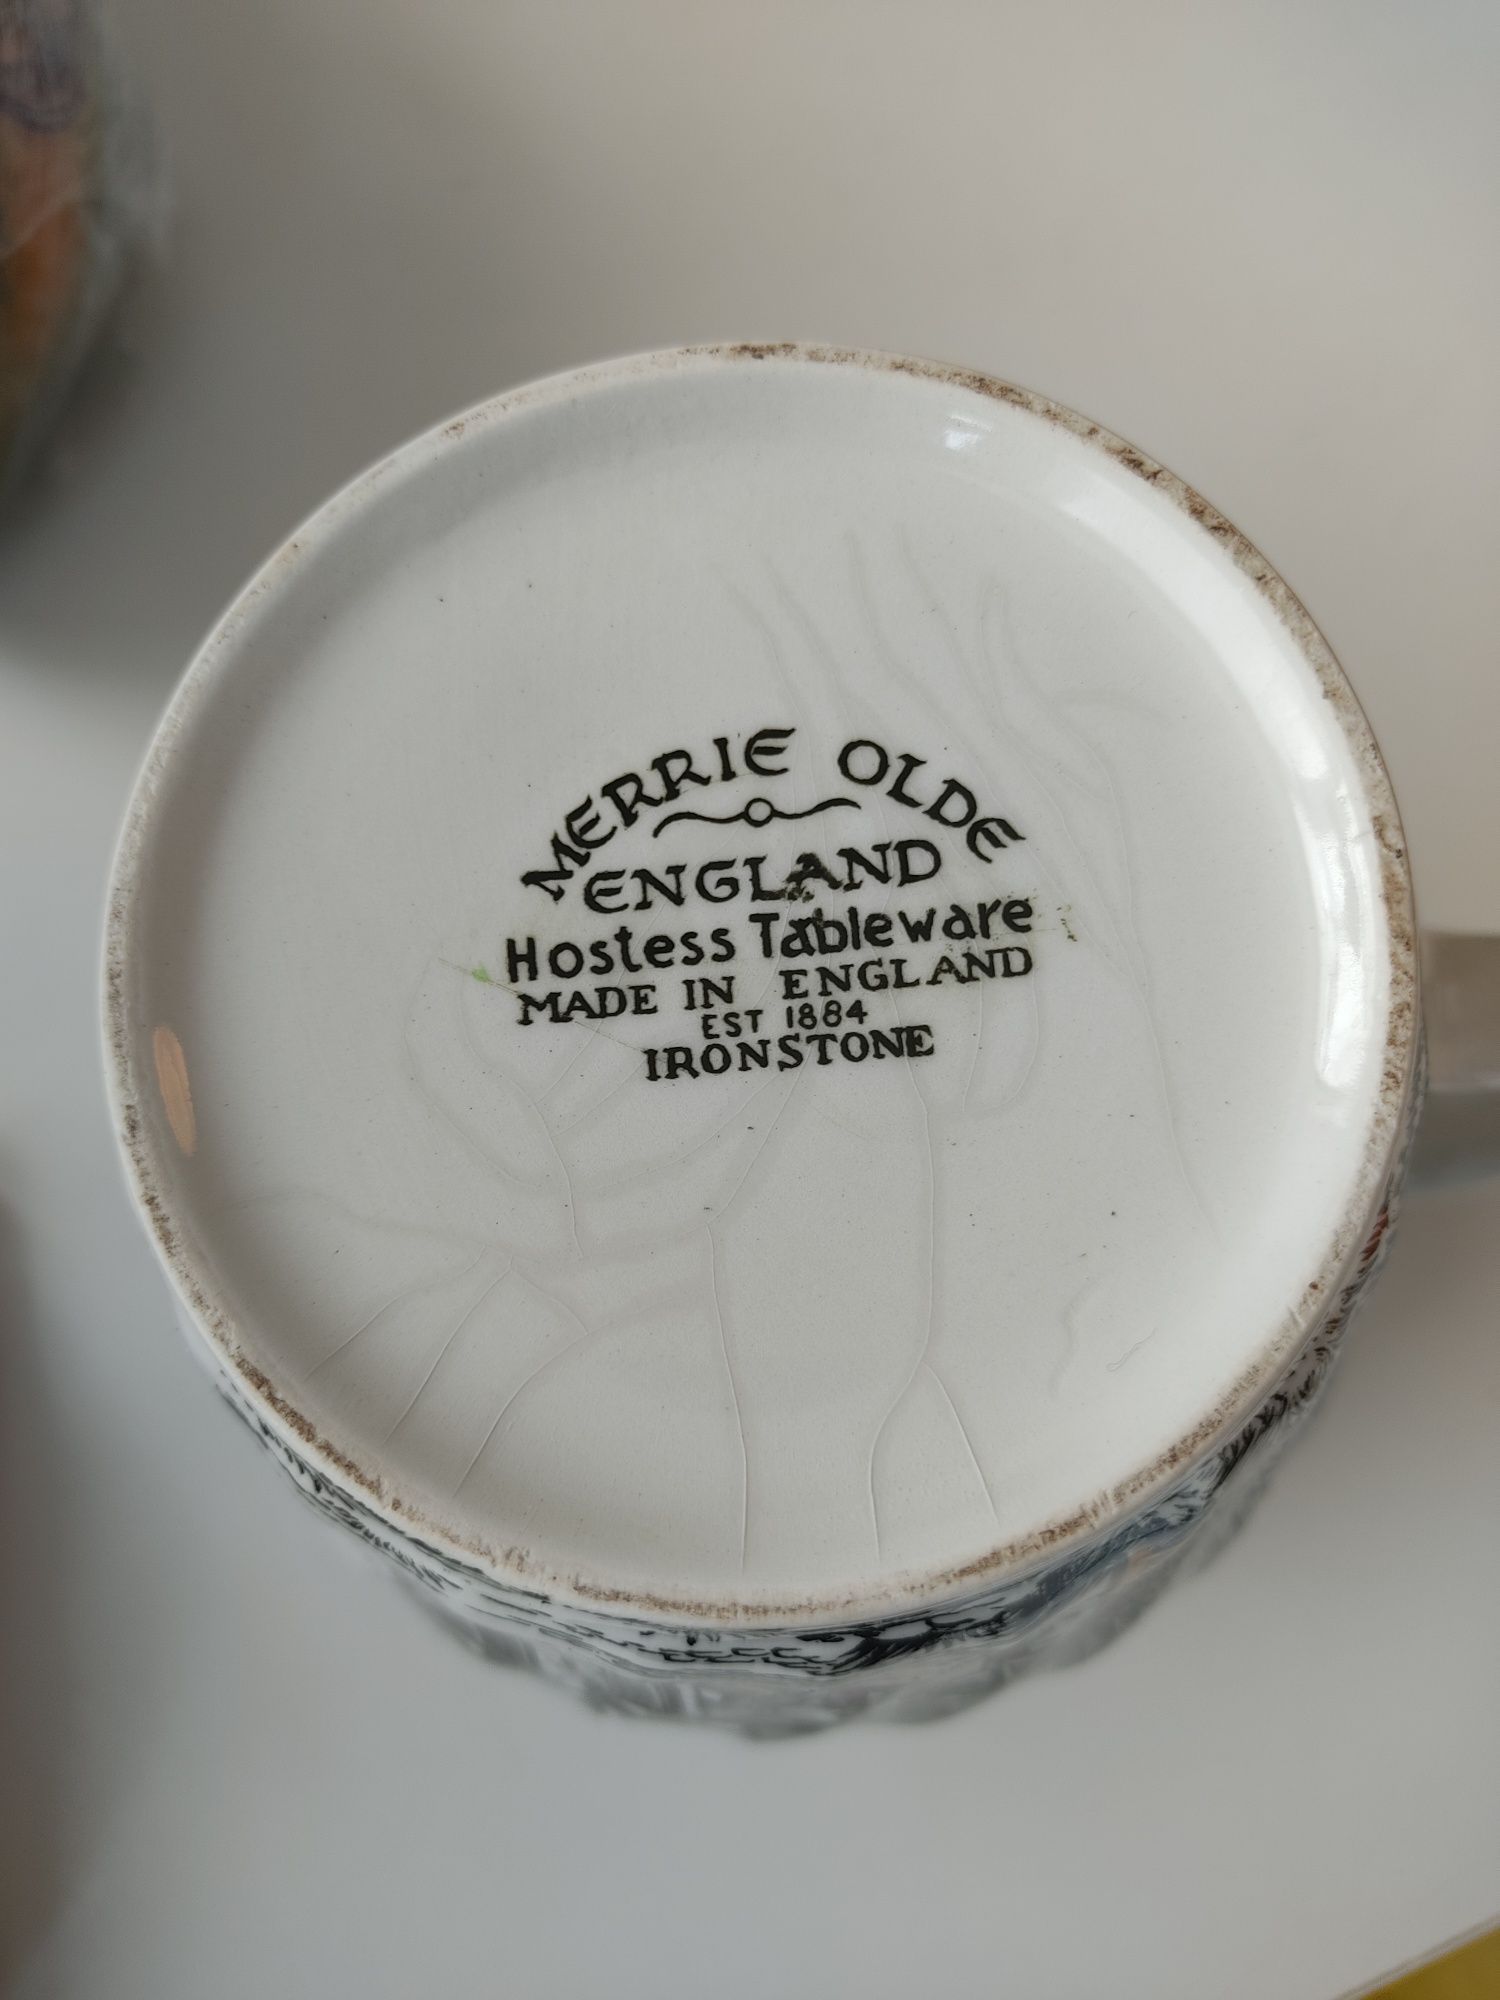 MERRIE OLDE
ENGLAND
Hostess Tableware
MADE IN ENGLAND
EST 1884
IRONSTONE